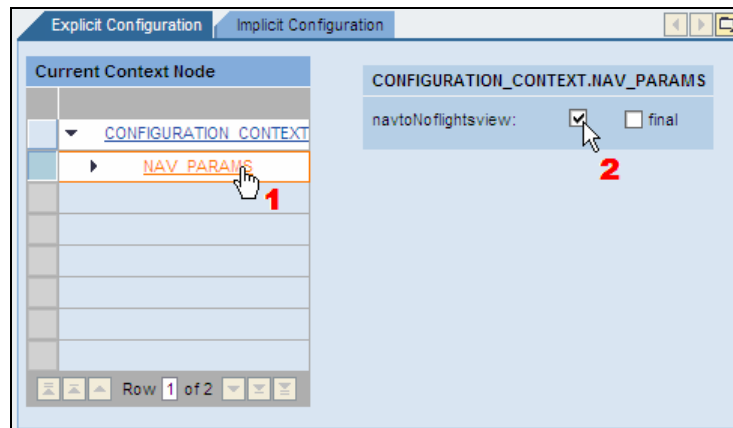 Explicit Configuration Implicit Configuration
Current Context Node
CONFIGURATION_CONTEXT
NAV_PARAMS
1
Row 1 of 2
CONFIGURATION_CONTEXT.NAV_PARAMS
navtoNoflightsview: final
2